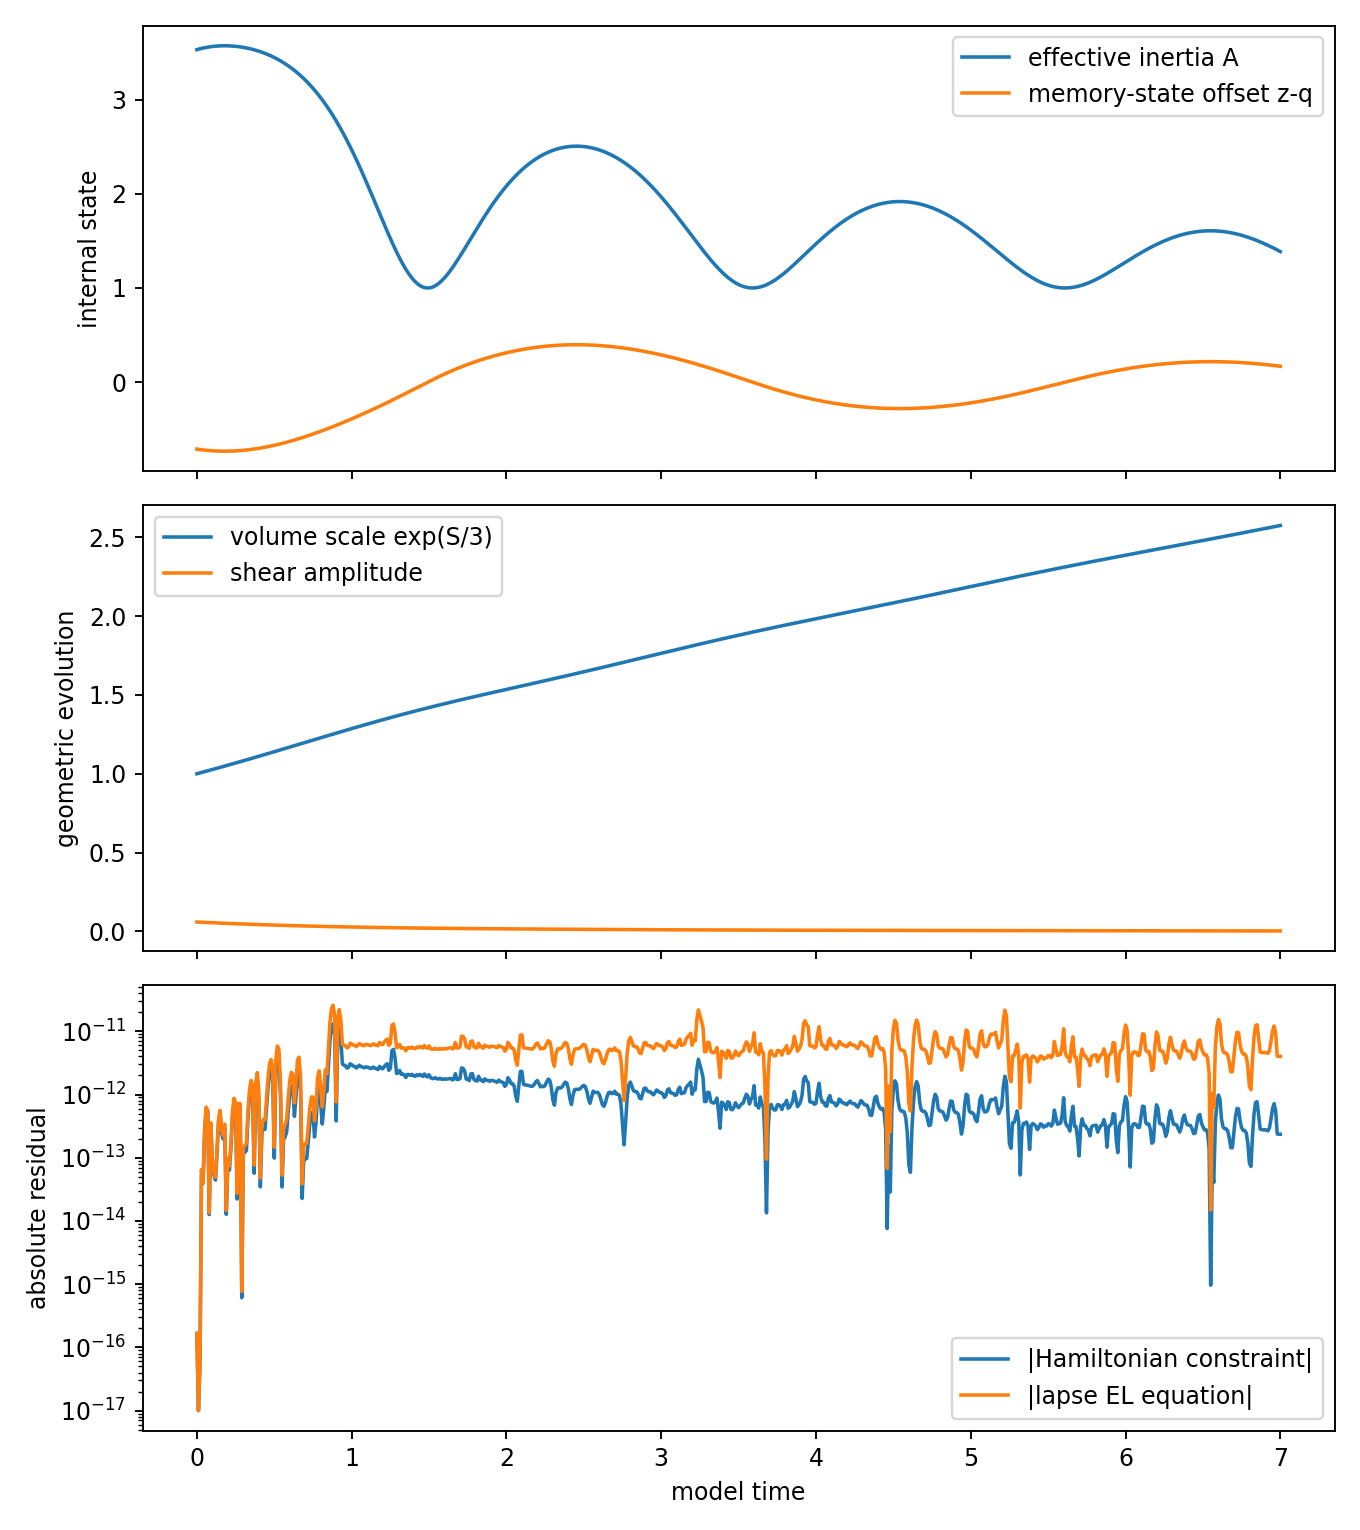 effective inertia A
memory-state offset z-q
internal state
3
2
1
0
volume scale exp(S/3)
shear amplitude
geometric evolution
2.5
2.0
1.5
1.0
0.5
0.0
absolute residual
10⁻¹¹
10⁻¹²
10⁻¹³
10⁻¹⁴
10⁻¹⁵
10⁻¹⁶
10⁻¹⁷
|Hamiltonian constraint|
|lapse EL equation|
0 1 2 3 4 5 6 7
model time